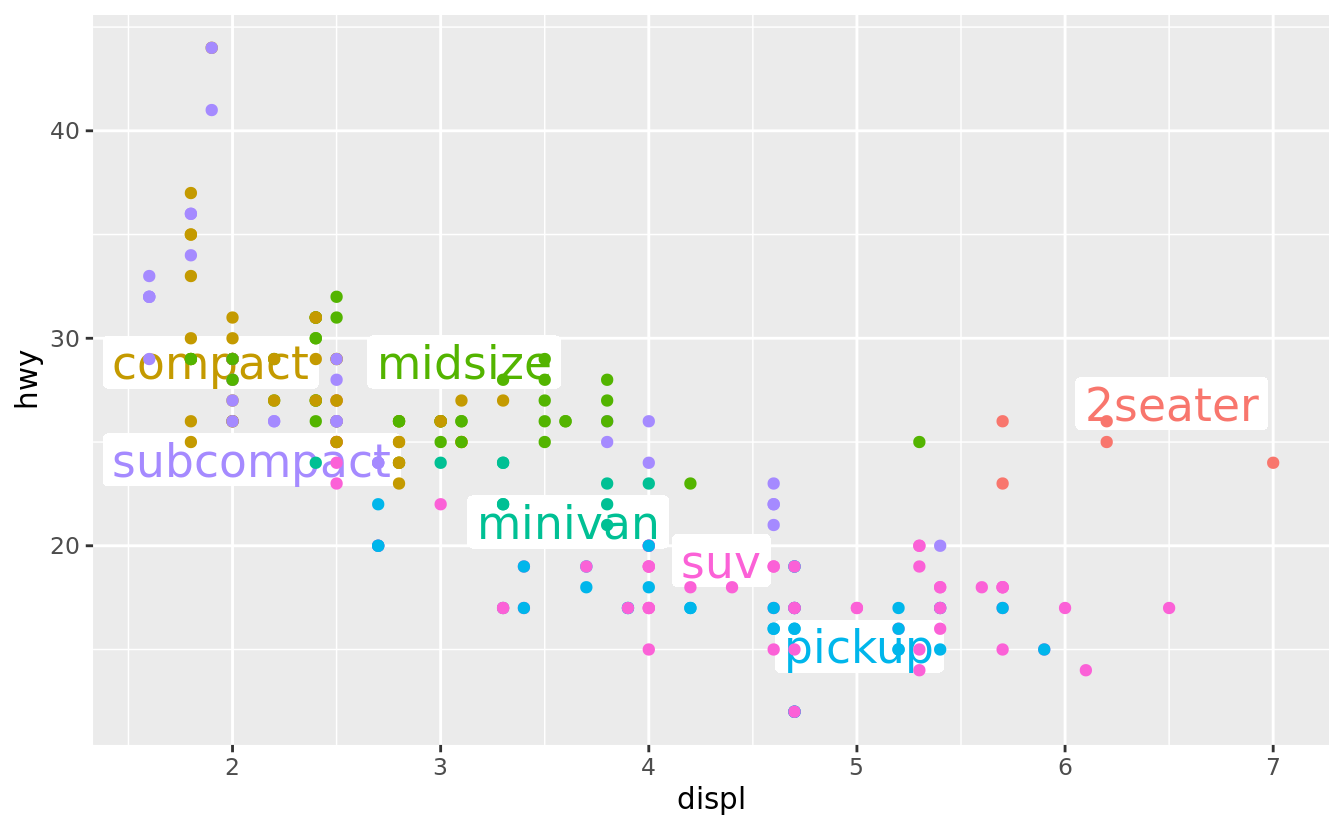 40
30
20
hwy
compact
midsize
2seater
subcompact
minivan
suv
pickup
2
3
4
5
6
7
displ